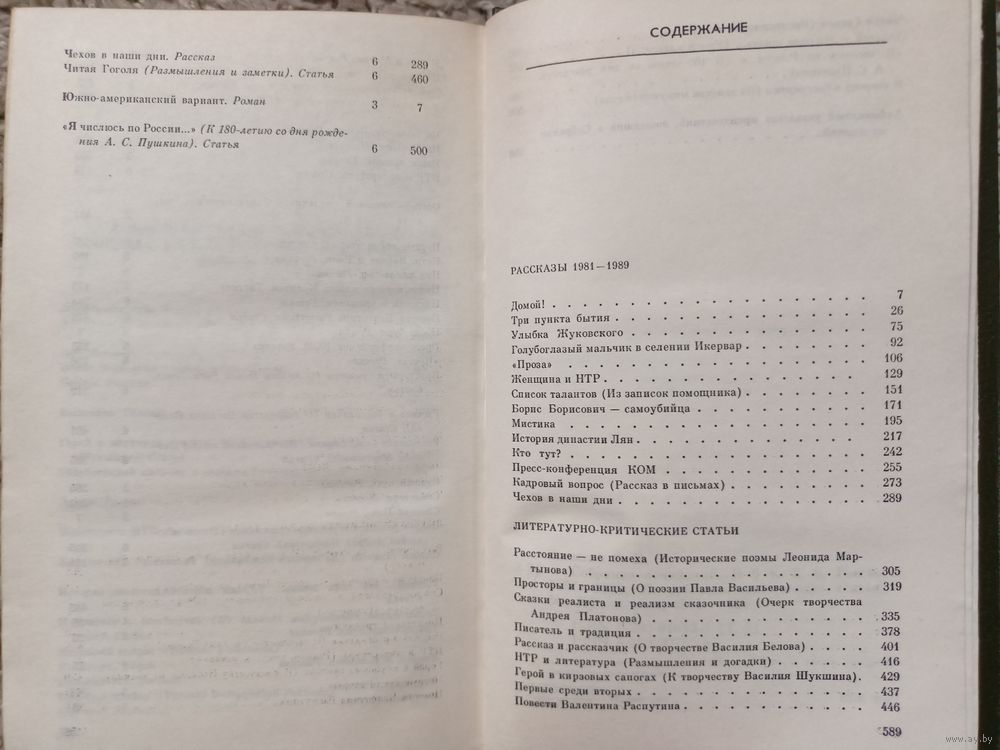 Чехов в наши дни. Рассказ 6 289
Читая Гоголя (Размышления и заметки). Статья 6 460
Южно-американский вариант. Роман 3 7
«Я числюсь по России...» (К 180-летию со дня рожде-
ния А. С. Пушкина). Статья 6 500
СОДЕРЖАНИЕ
РАССКАЗЫ 1981—1989
Домой! . . . . . . . . . . . . . . . . . . . . 7
Три пункта бытия . . . . . . . . . . . . . . . . 26
Улыбка Жуковского . . . . . . . . . . . . . . . 75
Голубоглазый мальчик в селении Икервар . . . . . . . . 92
«Проза» . . . . . . . . . . . . . . . . . . . 106
Женщина и НТР . . . . . . . . . . . . . . . . 129
Список талантов (Из записок помощника) . . . . . . . . 151
Борис Борисович — самоубийца . . . . . . . . . . . 171
Мистика . . . . . . . . . . . . . . . . . . . 195
История династии Лян . . . . . . . . . . . . . . 217
Кто тут? . . . . . . . . . . . . . . . . . . . 242
Пресс-конференция КОМ . . . . . . . . . . . . . 255
Кадровый вопрос (Рассказ в письмах) . . . . . . . . . 273
Чехов в наши дни . . . . . . . . . . . . . . . . 289
ЛИТЕРАТУРНО-КРИТИЧЕСКИЕ СТАТЬИ
Расстояние — не помеха (Исторические поэмы Леонида Мар-
тынова) . . . . . . . . . . . . . . . . . . 305
Просторы и границы (О поэзии Павла Васильева) . . . . . 319
Сказки реалиста и реализм сказочника (Очерк творчества
Андрея Платонова) . . . . . . . . . . . . . . 335
Писатель и традиция . . . . . . . . . . . . . . . 378
Рассказ и рассказчик (О творчестве Василия Белова) . . . . 401
НТР и литература (Размышления и догадки) . . . . . . 416
Герой в кирзовых сапогах (К творчеству Василия Шукшина) . 429
Первые среди вторых . . . . . . . . . . . . . . . 437
Повести Валентина Распутина . . . . . . . . . . . . 446
589
www.ay.by